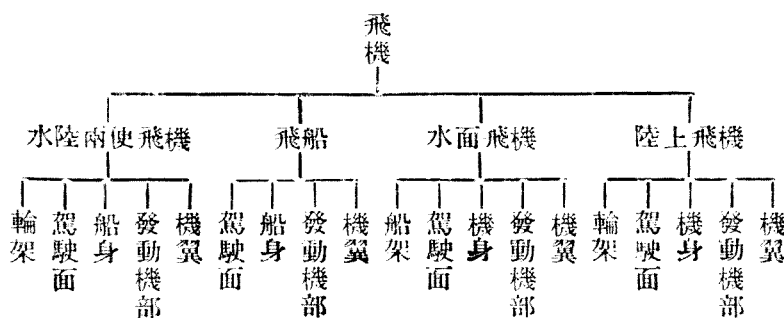 飛機
水陸兩使飛機
飛船
水面飛機
陸上飛機
輪架
駕駛面
船身
發動機部
機翼
駕駛面
船身
發動機部
機翼
船架
駕駛面
機身
發動機部
機翼
輪架
駕駛面
機身
發動機部
機翼